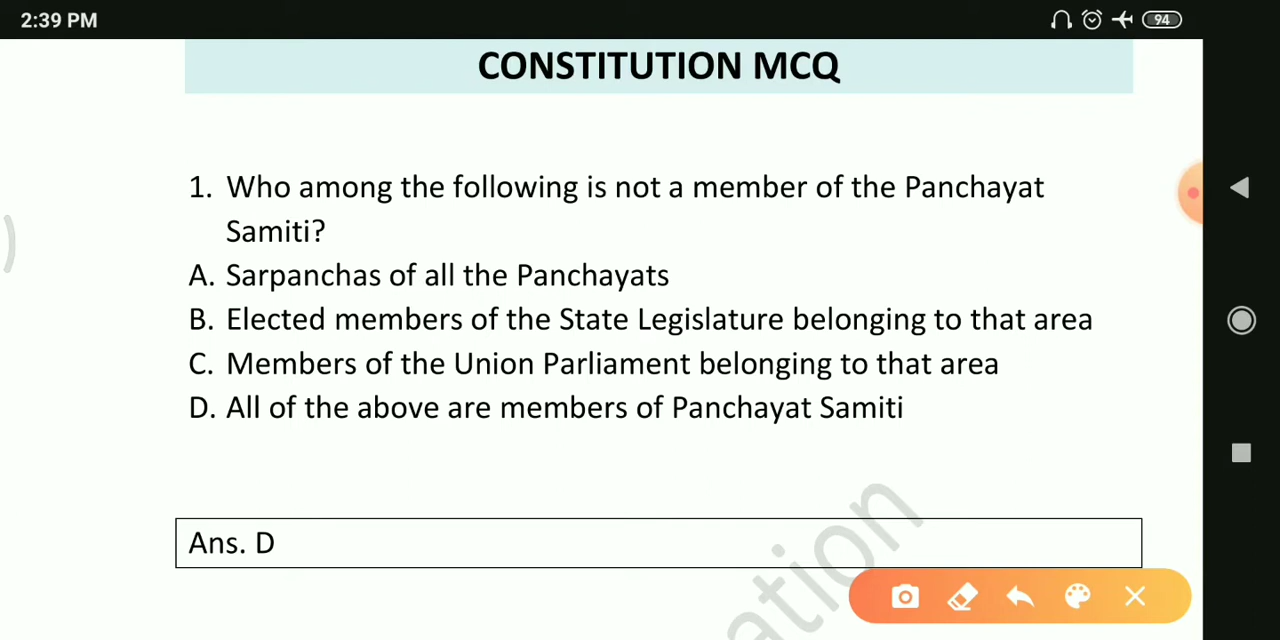 2:39 PM
94
CONSTITUTION MCQ
1. Who among the following is not a member of the Panchayat
Samiti?
A. Sarpanchas of all the Panchayats
B. Elected members of the State Legislature belonging to that area
C. Members of the Union Parliament belonging to that area
D. All of the above are members of Panchayat Samiti
Ans. D
ation